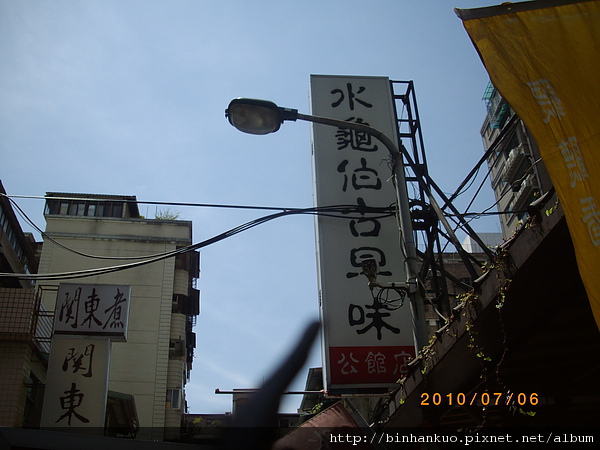 水龜伯古早味
公館店
関東煮
関東
2010/07/06
http://binhankuo.pixnet.net/album